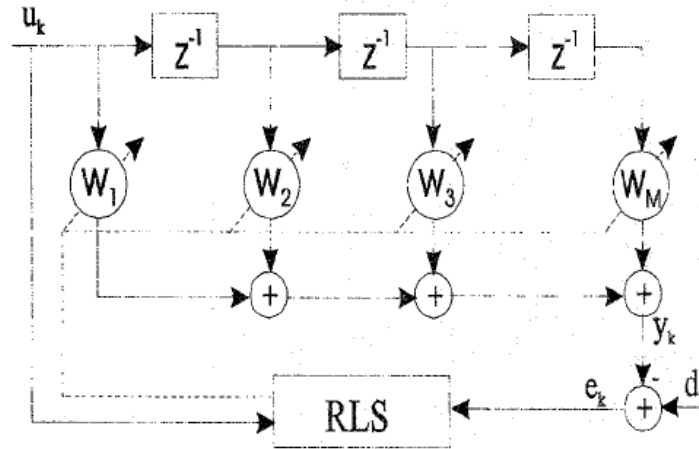 u_k
z^-1 z^-1 z^-1
W_1 W_2 W_3 W_M
+ + +
y_k
-
e_k + d
RLS